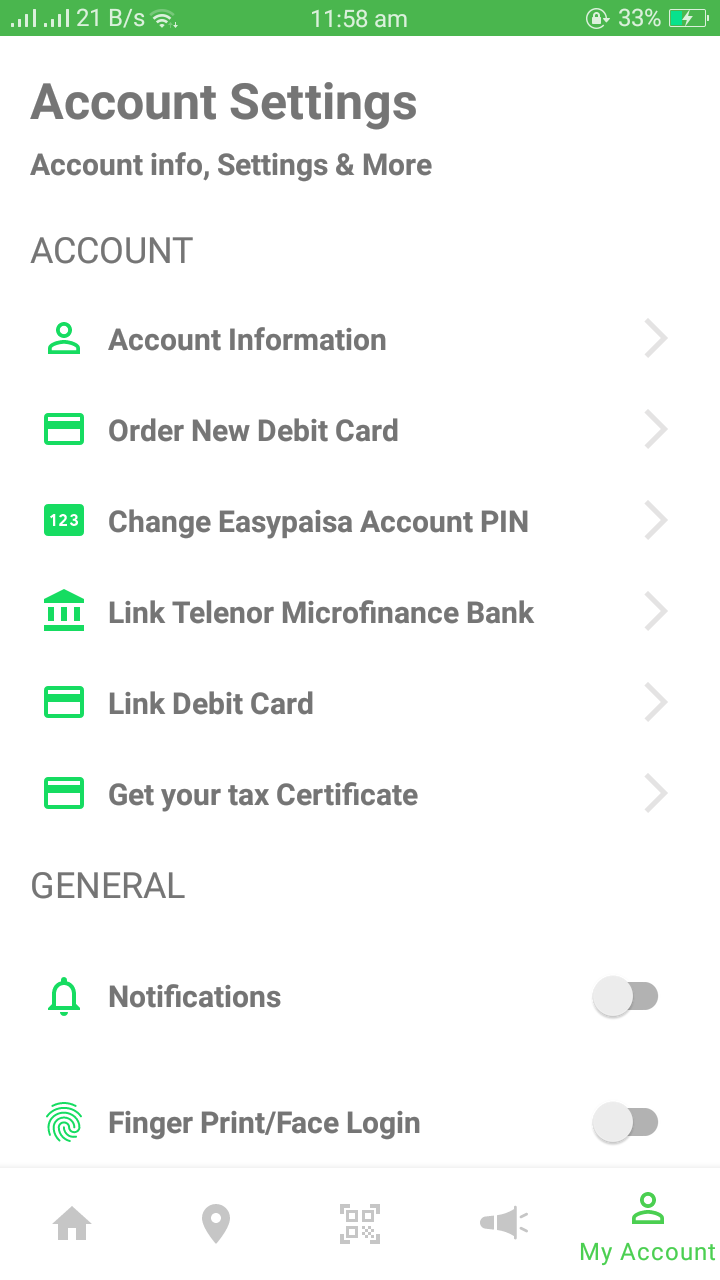 21 B/s 11:58 am 33%
Account Settings
Account info, Settings & More
ACCOUNT
Account Information
Order New Debit Card
123 Change Easypaisa Account PIN
Link Telenor Microfinance Bank
Link Debit Card
Get your tax Certificate
GENERAL
Notifications
Finger Print/Face Login
My Account